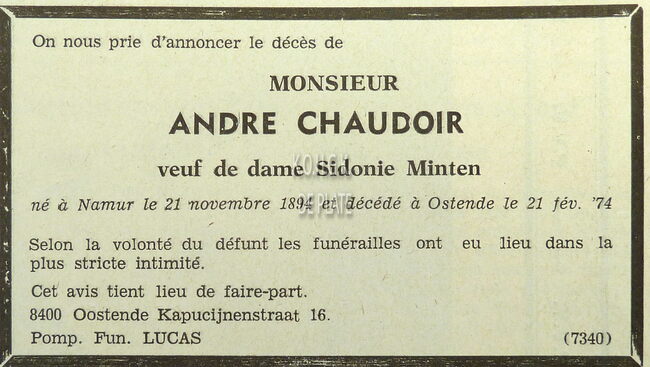 On nous prie d'annoncer le décès de
MONSIEUR
ANDRE CHAUDOIR
veuf de dame Sidonie Minten
né à Namur le 21 novembre 1894 et décédé à Ostende le 21 fév. '74
Selon la volonté du défunt les funérailles ont eu lieu dans la
plus stricte intimité.
Cet avis tient lieu de faire-part.
8400 Oostende Kapucijnenstraat 16.
Pomp. Fun. LUCAS (7340)
DE PLATE